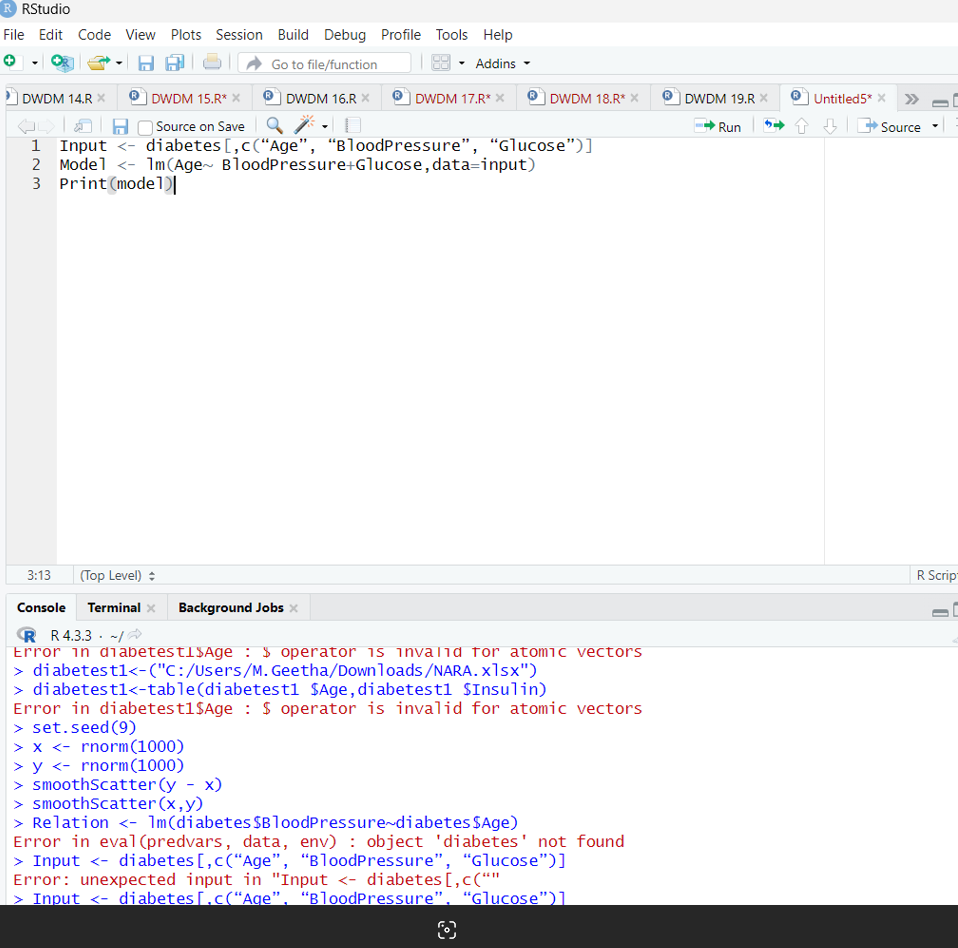 RStudio
File Edit Code View Plots Session Build Debug Profile Tools Help
Go to file/function Addins
DWDM 14.R DWDM 15.R* DWDM 16.R DWDM 17.R* DWDM 18.R* DWDM 19.R Untitled5*
Source on Save Run Source
1 Input <- diabetes[,c(“Age”, “BloodPressure”, “Glucose”)]
2 Model <- lm(Age~ BloodPressure+Glucose,data=input)
3 Print(model)
3:13 (Top Level) R Scrip
Console Terminal Background Jobs
R 4.3.3 · ~/
Error in diabetest1$Age : $ operator is invalid for atomic vectors
> diabetest1<-("C:/Users/M.Geetha/Downloads/NARA.xlsx")
> diabetest1<-table(diabetest1 $Age,diabetest1 $Insulin)
Error in diabetest1$Age : $ operator is invalid for atomic vectors
> set.seed(9)
> x <- rnorm(1000)
> y <- rnorm(1000)
> smoothScatter(y - x)
> smoothScatter(x,y)
> Relation <- lm(diabetes$BloodPressure~diabetes$Age)
Error in eval(predvars, data, env) : object 'diabetes' not found
> Input <- diabetes[,c(“Age”, “BloodPressure”, “Glucose”)]
Error: unexpected input in "Input <- diabetes[,c(“"
> Input <- diabetes[,c(“Age”, “BloodPressure”, “Glucose”)]